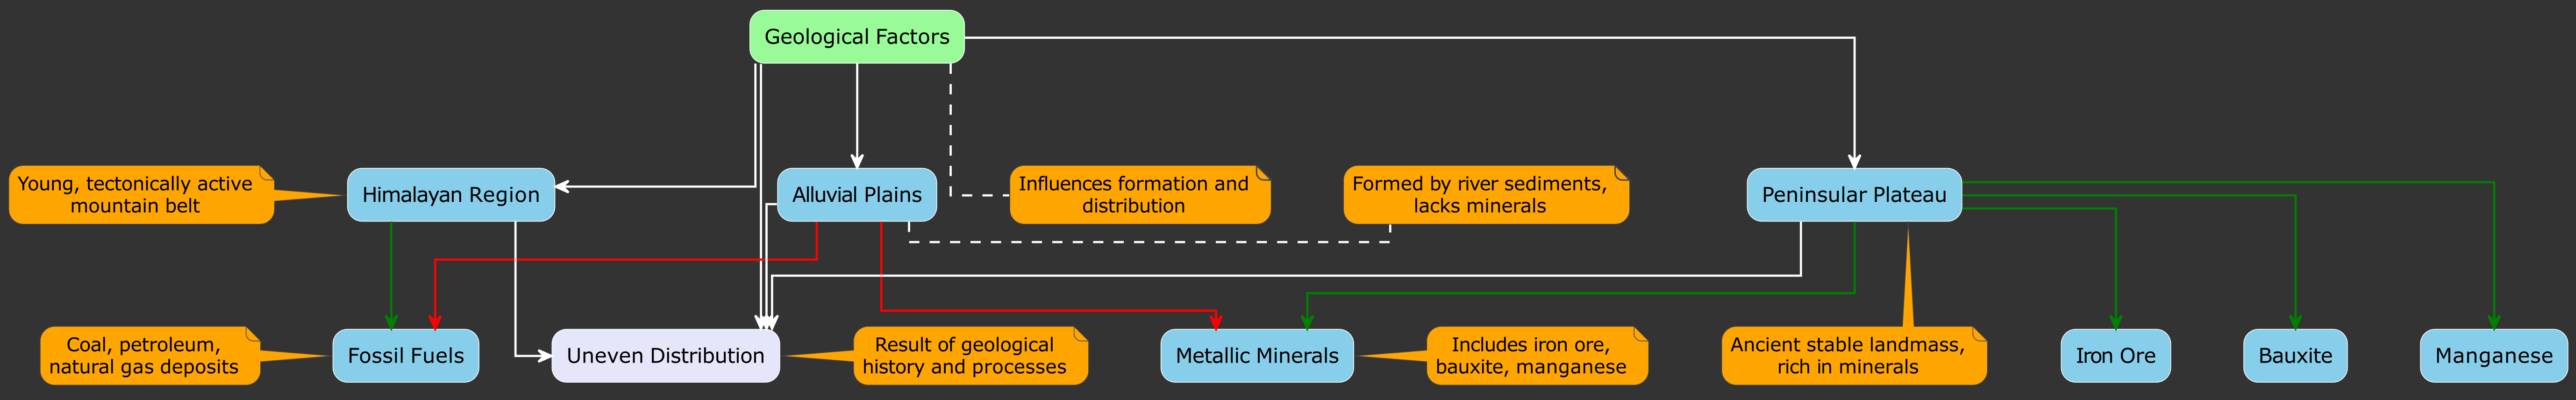 Geological Factors
Young, tectonically active
mountain belt
Himalayan Region
Alluvial Plains
Influences formation and
distribution
Formed by river sediments,
lacks minerals
Peninsular Plateau
Coal, petroleum,
natural gas deposits
Fossil Fuels
Uneven Distribution
Result of geological
history and processes
Metallic Minerals
Includes iron ore,
bauxite, manganese
Ancient stable landmass,
rich in minerals
Iron Ore
Bauxite
Manganese